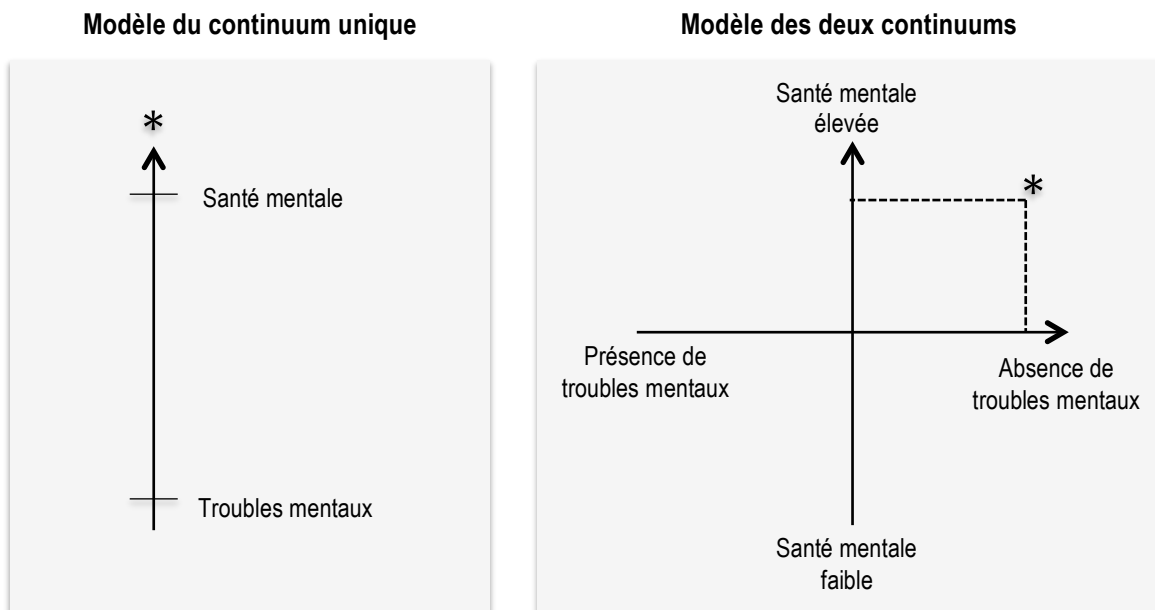 Modèle du continuum unique
*
Santé mentale
Troubles mentaux
Modèle des deux continuums
Santé mentale
élevée
*
Présence de
troubles mentaux
Absence de
troubles mentaux
Santé mentale
faible